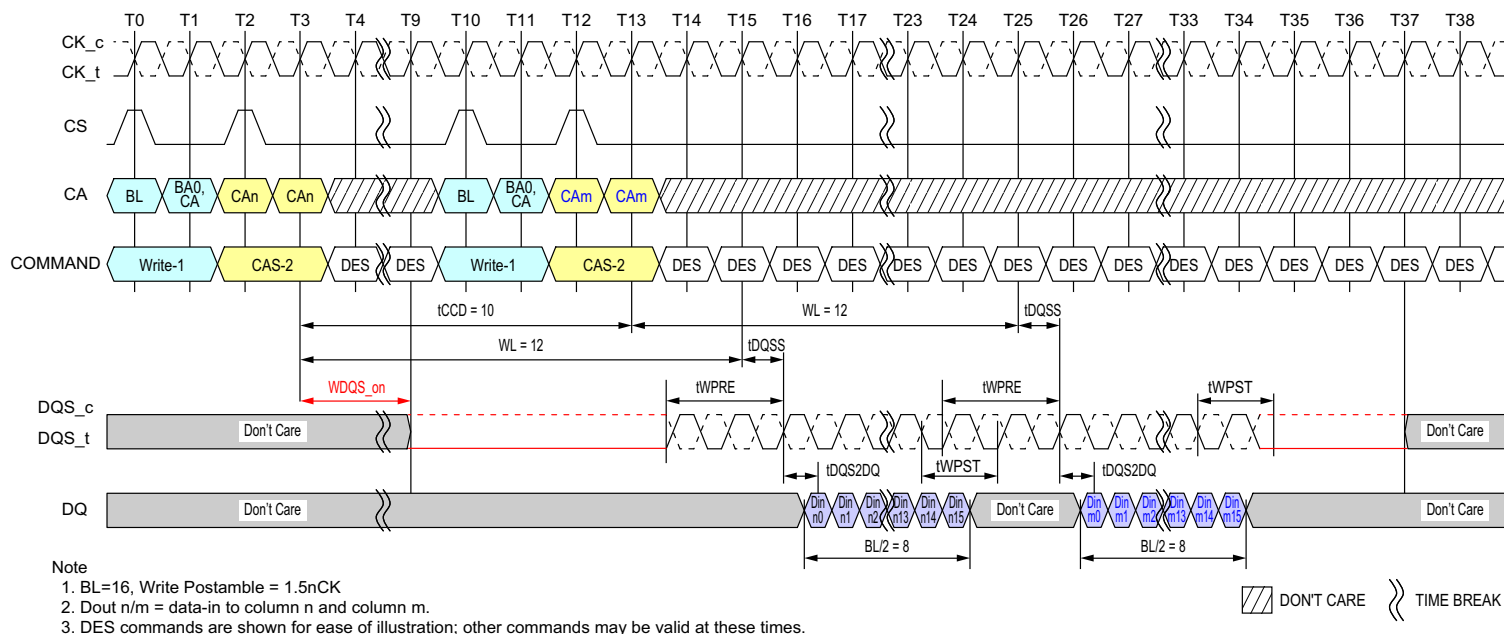 T0 T1 T2 T3 T4 T9 T10 T11 T12 T13 T14 T15 T16 T17 T23 T24 T25 T26 T27 T33 T34 T35 T36 T37 T38
CK_c
CK_t
CS
CA BL BA0, CA CAn CAn BL BA0, CA CAm CAm
COMMAND Write-1 CAS-2 DES DES Write-1 CAS-2 DES DES DES DES DES DES DES DES DES DES DES DES DES DES DES
tCCD = 10 WL = 12 tDQSS
WL = 12 tDQSS
WDQS_on tWPRE tWPRE tWPST
DQS_c
DQS_t Don't Care Don't Care
tDQS2DQ tWPST tDQS2DQ
DQ Don't Care Din n0 Din n1 Din n2 Din n13 Din n14 Din n15 Don't Care Din m0 Din m1 Din m2 Din m13 Din m14 Din m15 Don't Care
BL/2 = 8 BL/2 = 8
Note
1. BL=16, Write Postamble = 1.5nCK
2. Dout n/m = data-in to column n and column m.
3. DES commands are shown for ease of illustration; other commands may be valid at these times.
DON'T CARE TIME BREAK